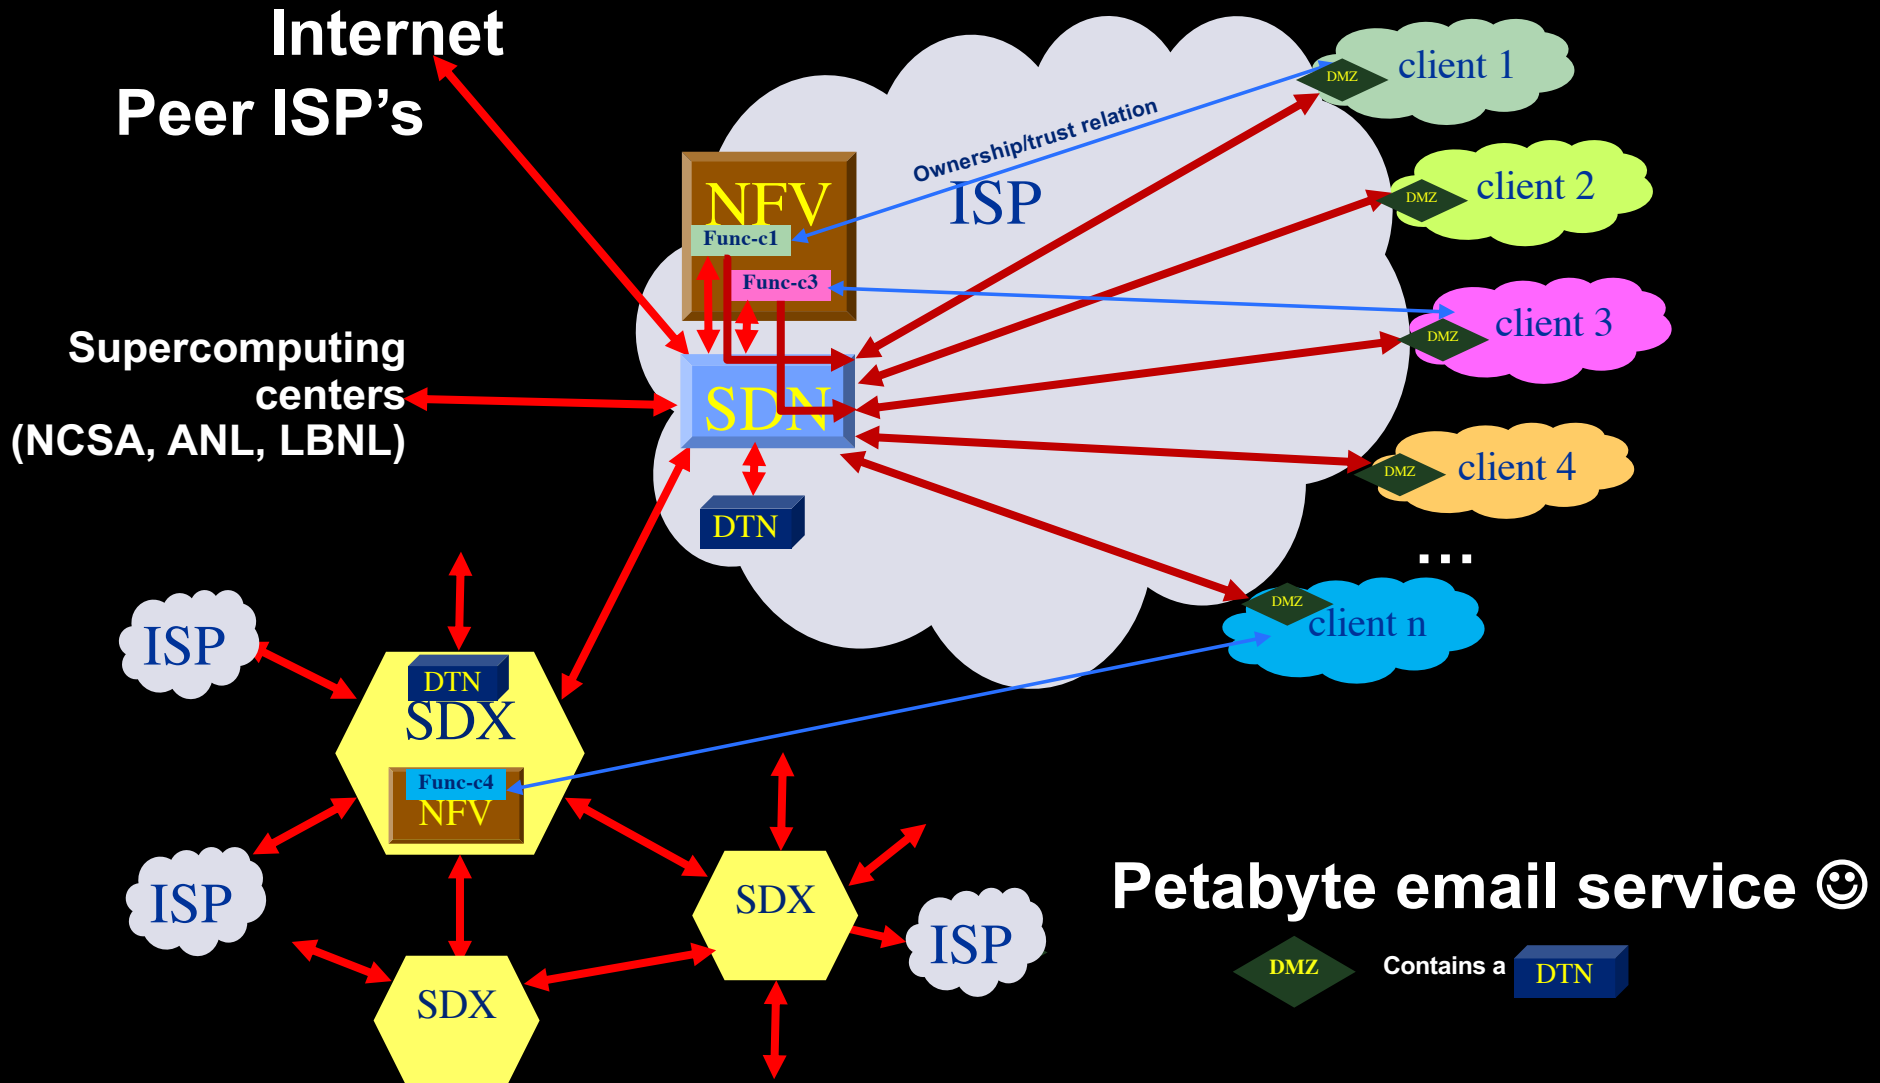 Internet
Peer ISP’s
Supercomputing
centers
(NCSA, ANL, LBNL)
NFV
Func-c1
Func-c3
SDN
DTN
Ownership/trust relation
ISP
DMZ
client 1
DMZ
client 2
DMZ
client 3
DMZ
client 4
...
DMZ
client n
ISP
DTN
SDX
Func-c4
NFV
ISP
SDX
SDX
ISP
Petabyte email service ☺
DMZ
Contains a
DTN